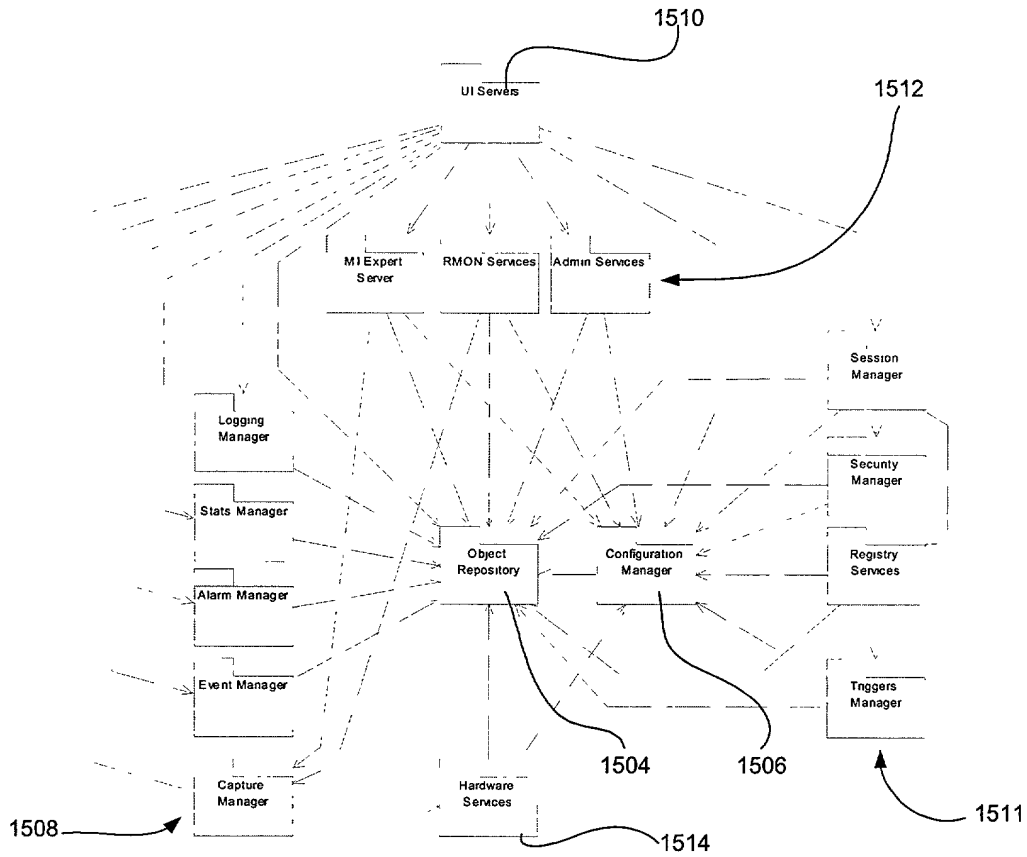 1510
UI Servers
1512
MI Expert
Server
RMON Services
Admin Services
Session
Manager
Logging
Manager
Security
Manager
Stats Manager
Object
Repository
Configuration
Manager
Registry
Services
Alarm Manager
Event Manager
Triggers
Manager
1504
1506
Capture
Manager
Hardware
Services
1508
1514
1511